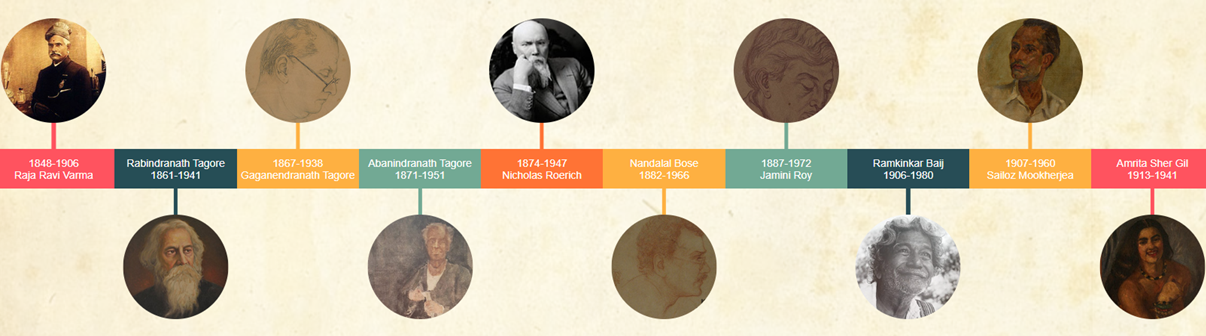 1848-1906
Raja Ravi Varma
Rabindranath Tagore
1861-1941
1867-1938
Gaganendranath Tagore
Abanindranath Tagore
1871-1951
1874-1947
Nicholas Roerich
Nandalal Bose
1882-1966
1887-1972
Jamini Roy
Ramkinkar Baij
1906-1980
1907-1960
Sailoz Mookherjea
Amrita Sher Gil
1913-1941